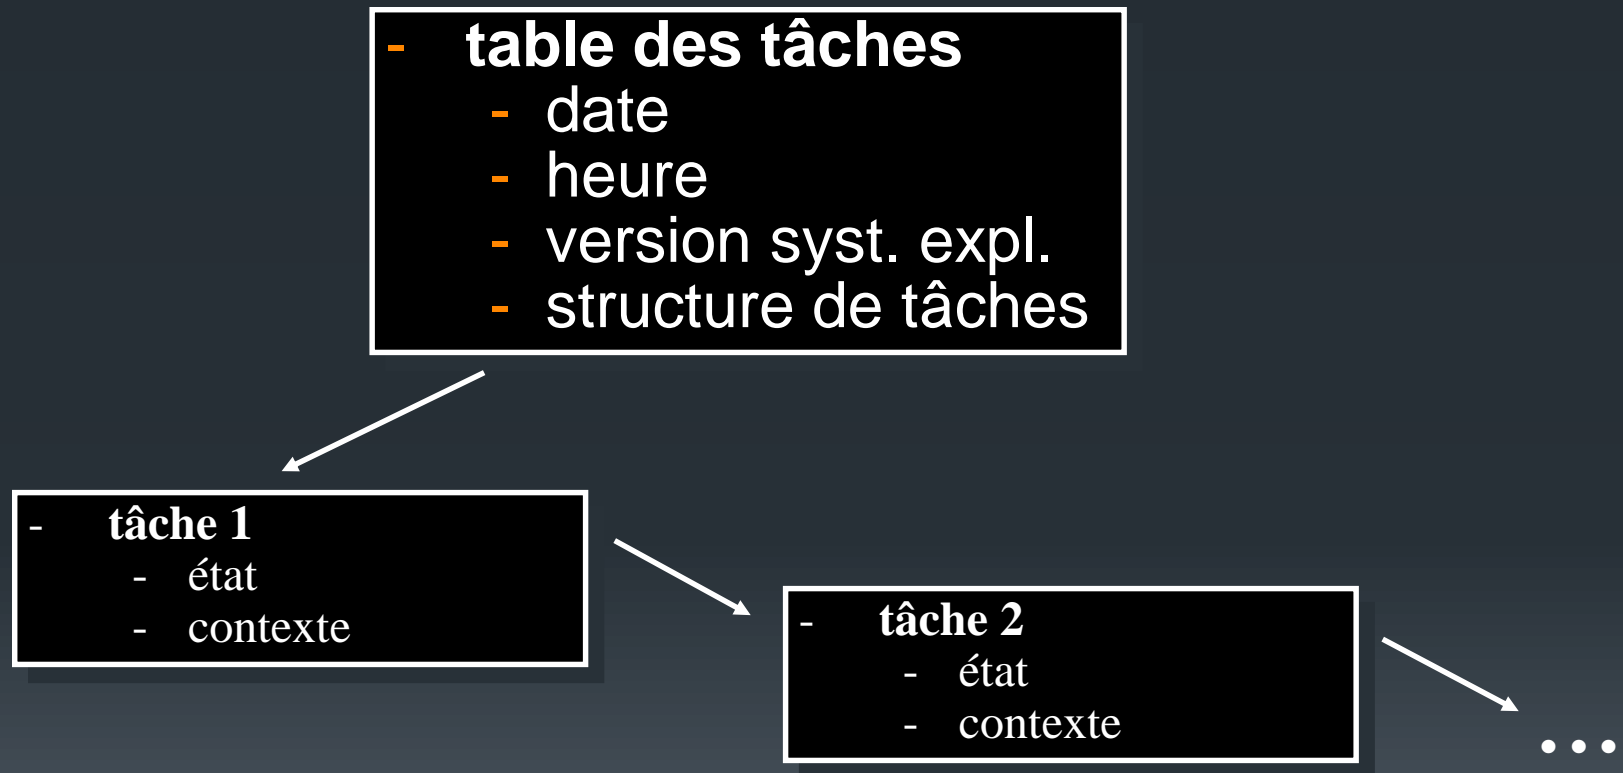 - table des tâches
- date
- heure
- version syst. expl.
- structure de tâches
- tâche 1
- état
- contexte
- tâche 2
- état
- contexte
...